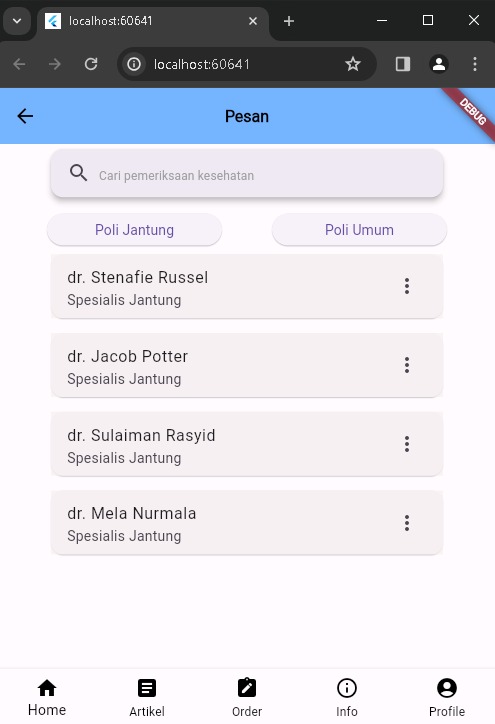 localhost:60641
localhost:60641
Pesan
DEBUG
Cari pemeriksaan kesehatan
Poli Jantung
Poli Umum
dr. Stenafie Russel
Spesialis Jantung
dr. Jacob Potter
Spesialis Jantung
dr. Sulaiman Rasyid
Spesialis Jantung
dr. Mela Nurmala
Spesialis Jantung
Home
Artikel
Order
Info
Profile